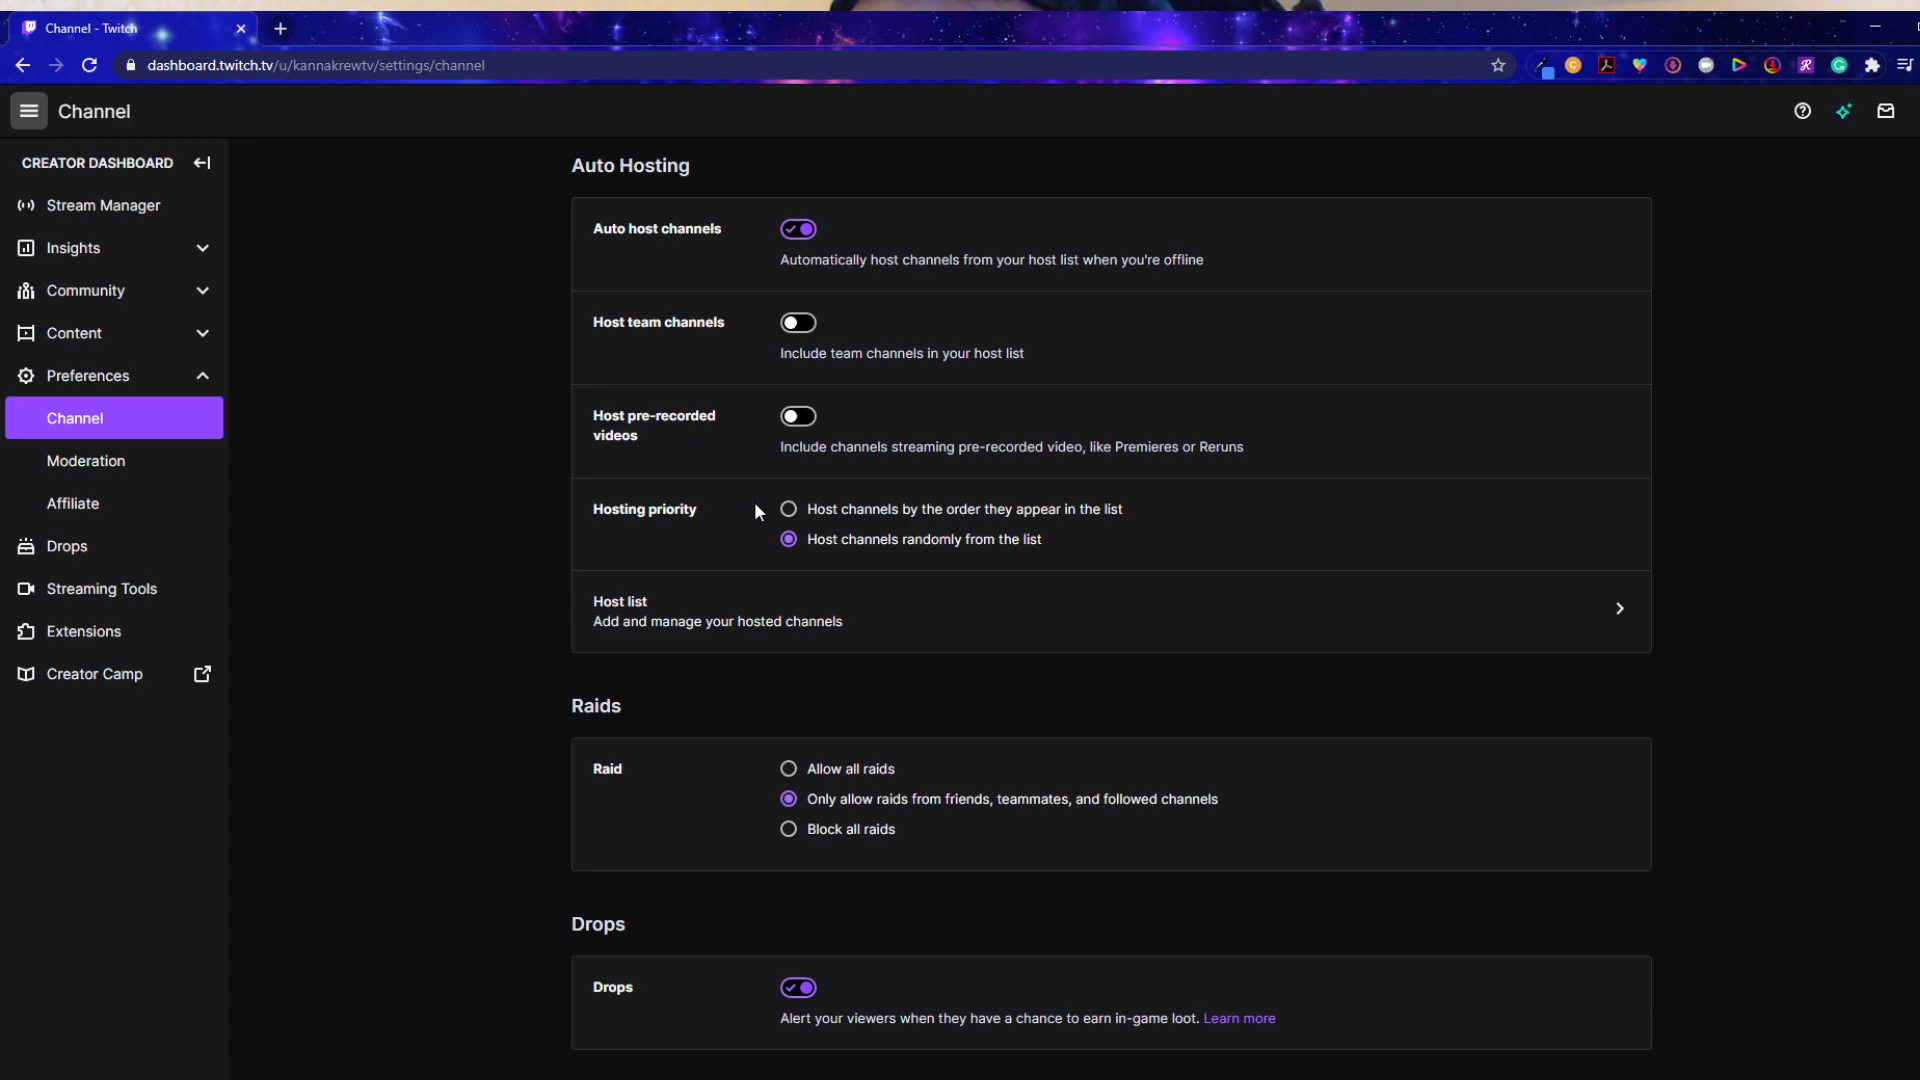 Channel - Twitch
dashboard.twitch.tv/u/kannakrewtv/settings/channel
Channel
CREATOR DASHBOARD
Stream Manager
Insights
Community
Content
Preferences
Channel
Moderation
Affiliate
Drops
Streaming Tools
Extensions
Creator Camp
Auto Hosting
Auto host channels
Automatically host channels from your host list when you're offline
Host team channels
Include team channels in your host list
Host pre-recorded
videos
Include channels streaming pre-recorded video, like Premieres or Reruns
Hosting priority
Host channels by the order they appear in the list
Host channels randomly from the list
Host list
Add and manage your hosted channels
Raids
Raid
Allow all raids
Only allow raids from friends, teammates, and followed channels
Block all raids
Drops
Drops
Alert your viewers when they have a chance to earn in-game loot. Learn more